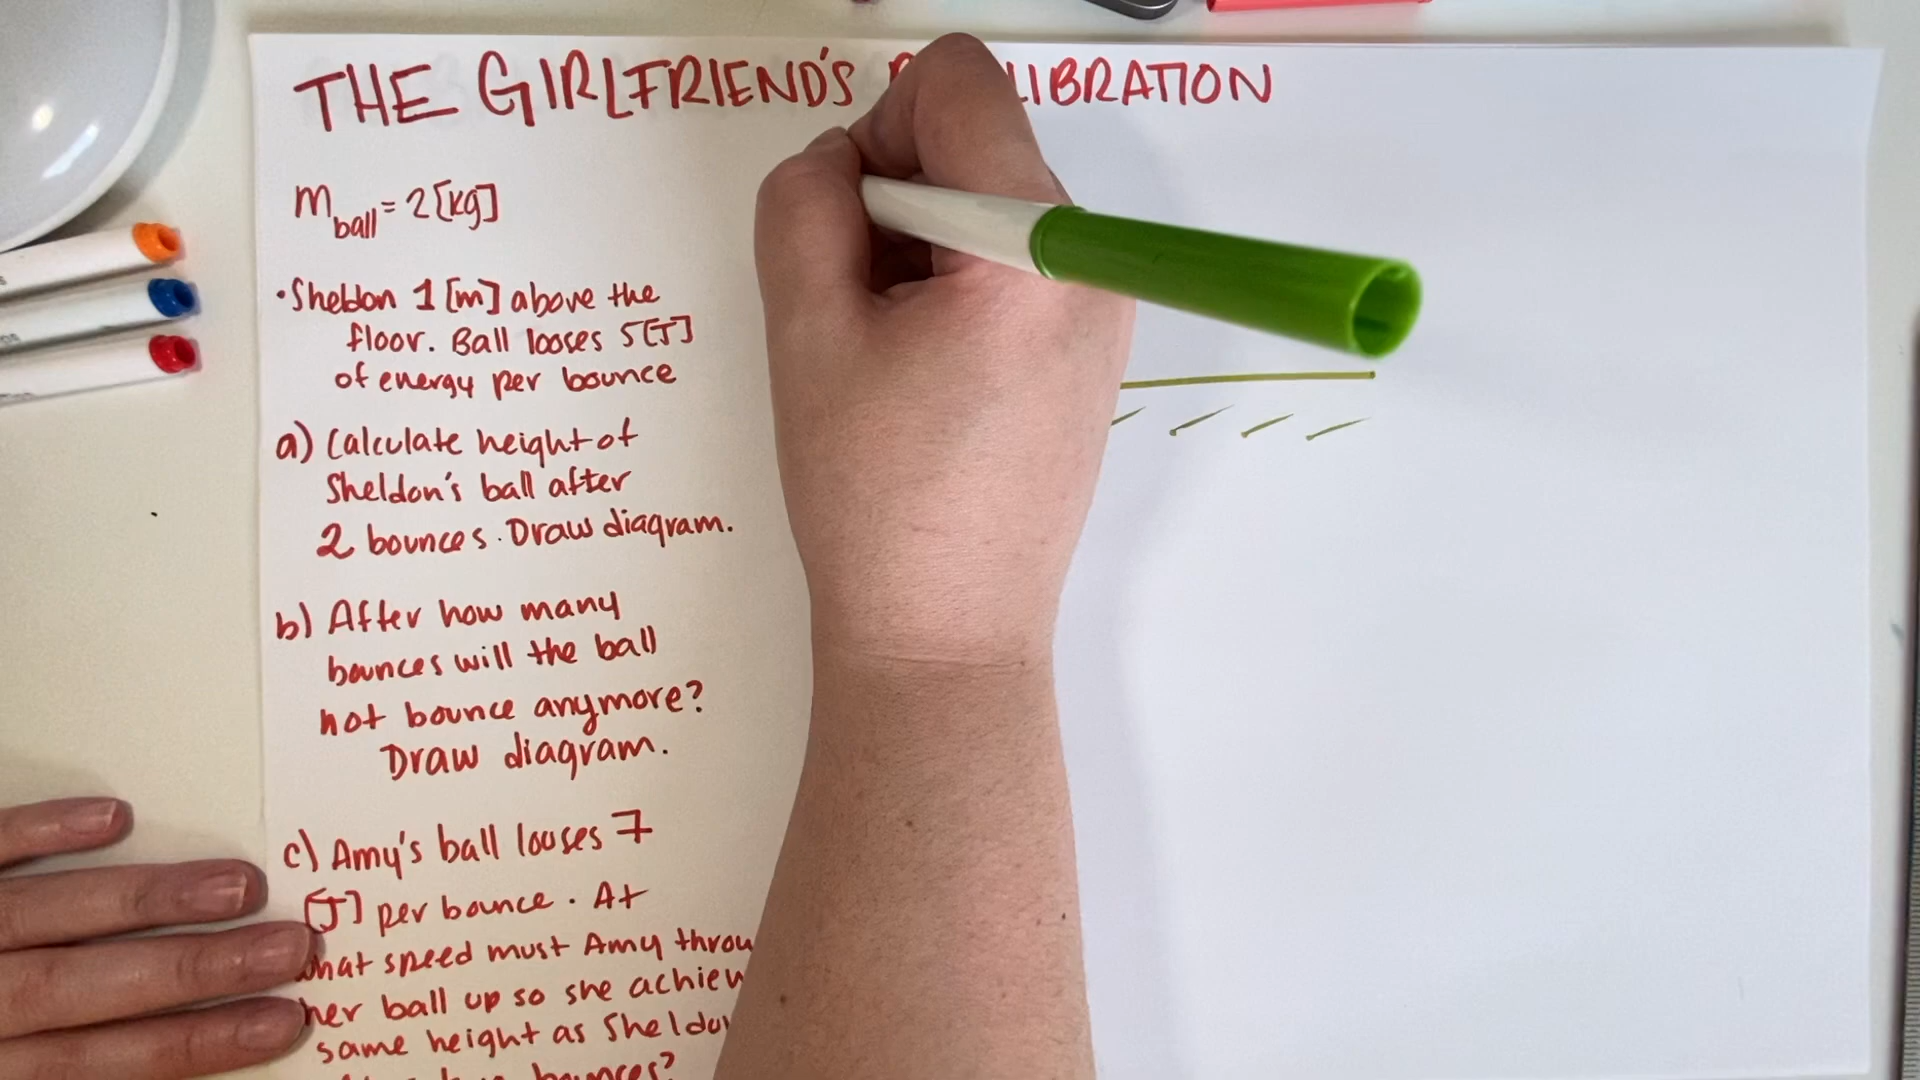 THE GIRLFRIEND'S LIBRATION
m ball = 2 [kg]
• Sheldon 1 [m] above the
floor. Ball looses 5 [J]
of energy per bounce
a) Calculate height of
Sheldon's ball after
2 bounces. Draw diagram.
b) After how many
bounces will the ball
not bounce anymore?
Draw diagram.
c) Amy's ball looses 7
[J] per bounce. At
what speed must Amy throw
her ball up so she
same height as
bounces?